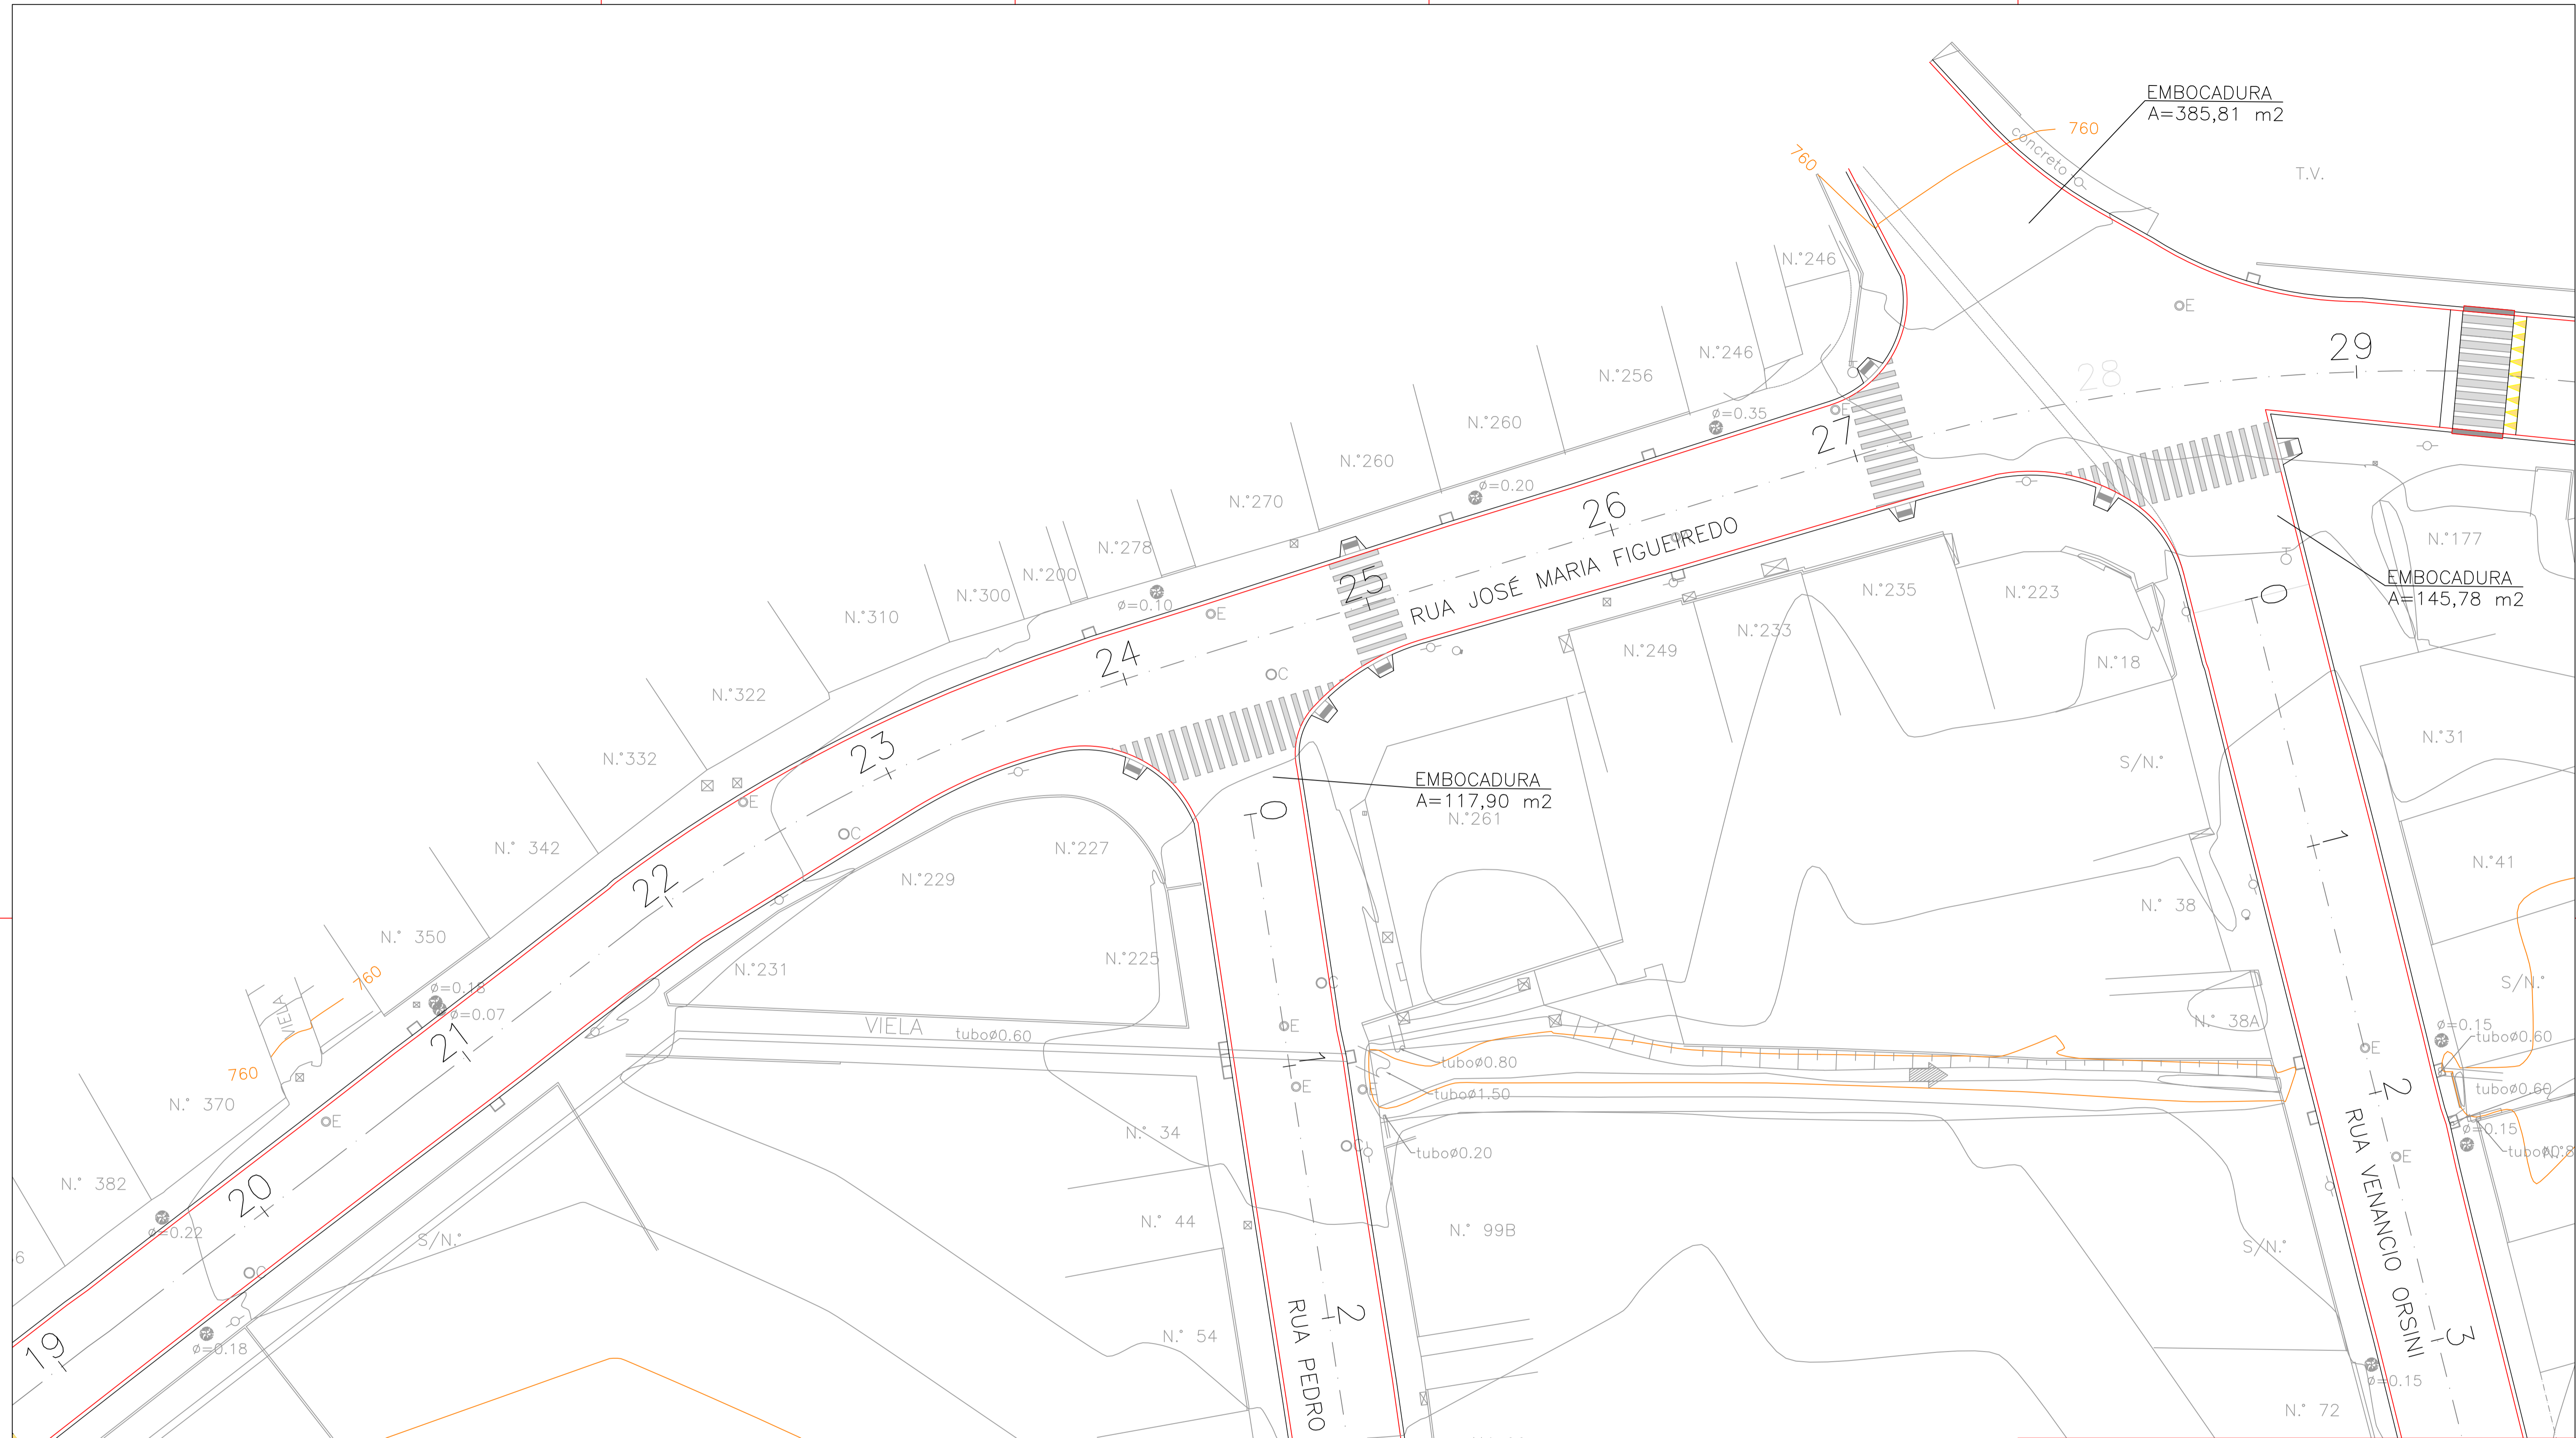 EMBOCADURA
A=385,81 m2
760
760
concreto
T.V.
N.°246
N.°246
N.°256
N.°260
N.°260
N.°270
N.°278
N.°200
N.°300
N.°310
N.°322
N.°332
N.° 342
N.° 350
N.° 370
N.° 382
ø=0.35
ø=0.20
ø=0.10
ø=0.18
ø=0.07
ø=0.22
ø=0.18
E
E
E
E
E
C
C
C
29
28
27
26
25
24
23
22
21
20
19
RUA JOSÉ MARIA FIGUEIREDO
VIELA
760
760
6
S/N.°
N.°231
N.°229
N.°227
N.°225
VIELA
tuboø0.60
N.° 34
N.° 44
N.° 54
EMBOCADURA
A=117,90 m2
N.°261
N.°249
N.°233
N.°235
N.°223
N.°18
S/N.°
N.° 38
N.° 38A
S/N.°
N.° 72
0
1
2
RUA PEDRO
C
E
E
E
C
tuboø0.80
tuboø1.50
tuboø0.20
N.° 99B
EMBOCADURA
A=145,78 m2
N.°177
N.°31
N.°41
S/N.°
0
1
2
3
RUA VENANCIO ORSINI
E
E
ø=0.15
tuboø0.60
tuboø0.60
ø=0.15
ø=0.15